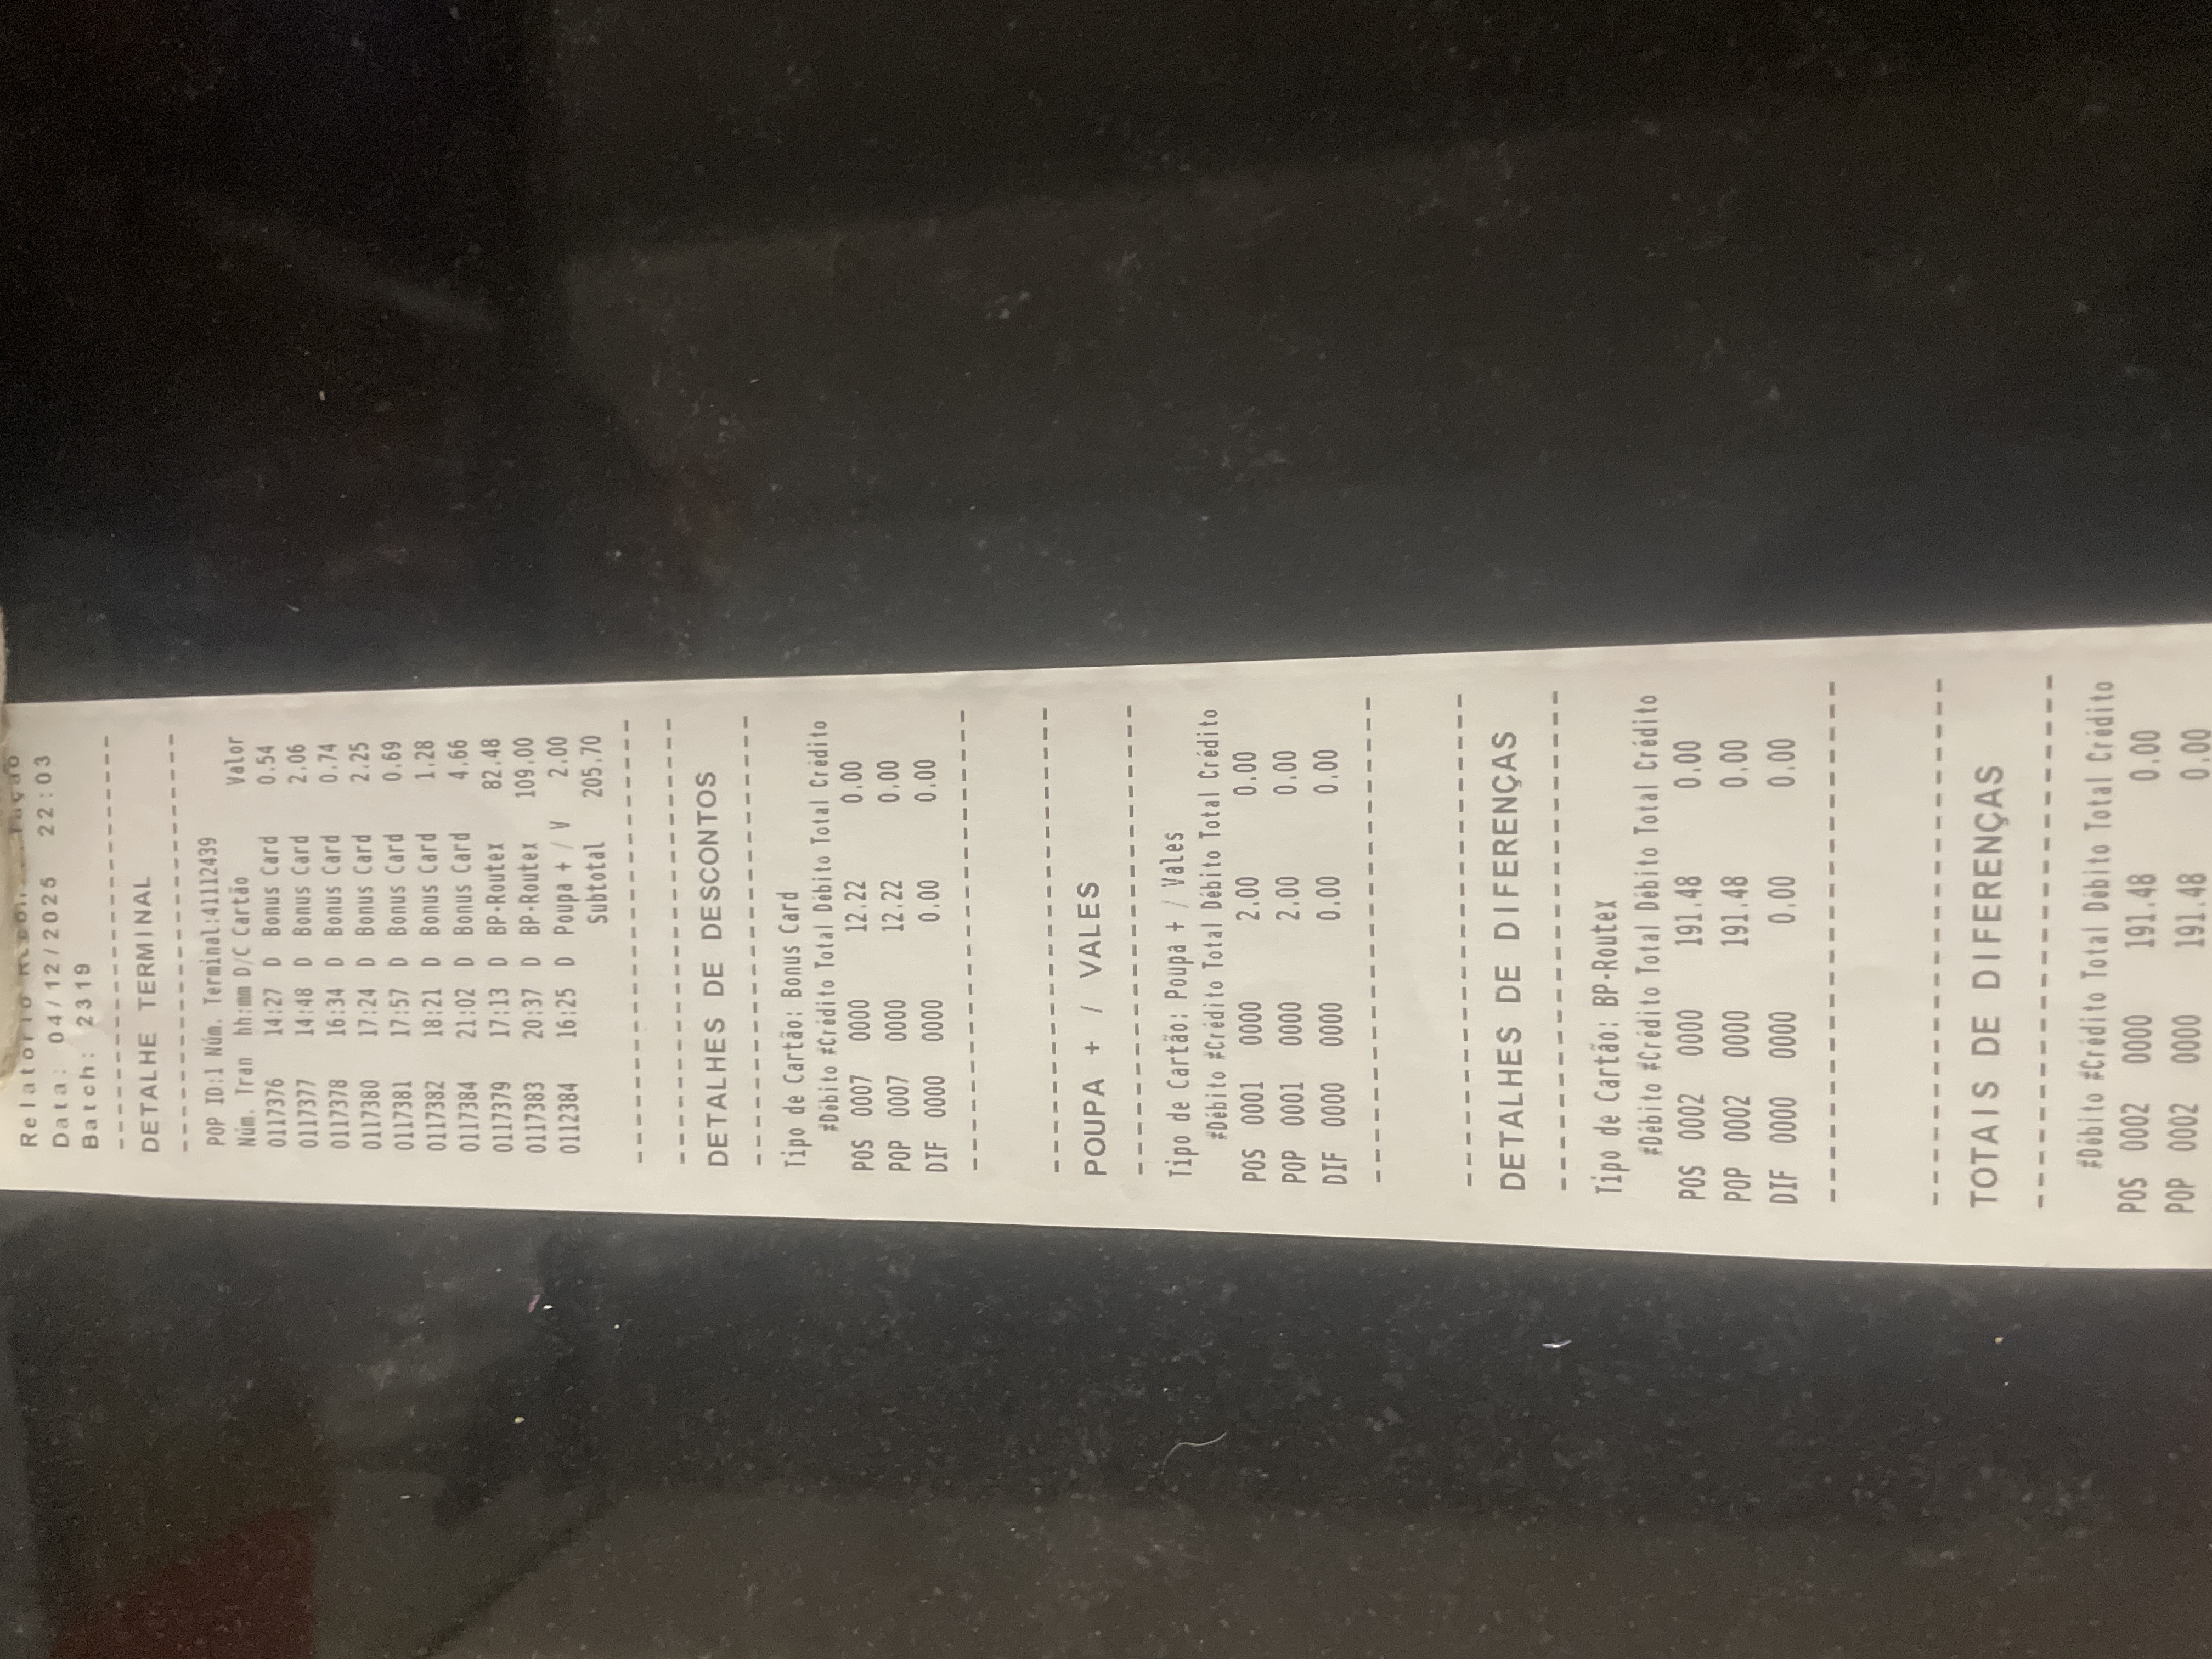 Relatório
Data: 04/12/2025 22:03
Batch: 2319
--------------------------------
DETALHE TERMINAL
--------------------------------
POP ID:1 Núm. Terminal:41112439
Núm. Tran hh:mm D/C Cartão Valor
0117376 14:27 D Bonus Card 0.54
0117377 14:48 D Bonus Card 2.06
0117378 16:34 D Bonus Card 0.74
0117380 17:24 D Bonus Card 2.25
0117381 17:57 D Bonus Card 0.69
0117382 18:21 D Bonus Card 1.28
0117384 21:02 D Bonus Card 4.66
0117379 17:13 D BP-Routex 82.48
0117383 20:37 D BP-Routex 109.00
0112384 16:25 D Poupa + / V 2.00
Subtotal 205.70
--------------------------------
--------------------------------
DETALHES DE DESCONTOS
--------------------------------
Tipo de Cartão: Bonus Card
#Débito #Crédito Total Débito Total Crédito
POS 0007 0000 12.22 0.00
POP 0007 0000 12.22 0.00
DIF 0000 0000 0.00 0.00
--------------------------------
--------------------------------
POUPA + / VALES
--------------------------------
Tipo de Cartão: Poupa + / Vales
#Débito #Crédito Total Débito Total Crédito
POS 0001 0000 2.00 0.00
POP 0001 0000 2.00 0.00
DIF 0000 0000 0.00 0.00
--------------------------------
--------------------------------
DETALHES DE DIFERENÇAS
--------------------------------
Tipo de Cartão: BP-Routex
#Débito #Crédito Total Débito Total Crédito
POS 0002 0000 191.48 0.00
POP 0002 0000 191.48 0.00
DIF 0000 0000 0.00 0.00
--------------------------------
--------------------------------
TOTAIS DE DIFERENÇAS
--------------------------------
#Débito #Crédito Total Débito Total Crédito
POS 0002 0000 191.48 0.00
POP 0002 0000 191.48 0.00